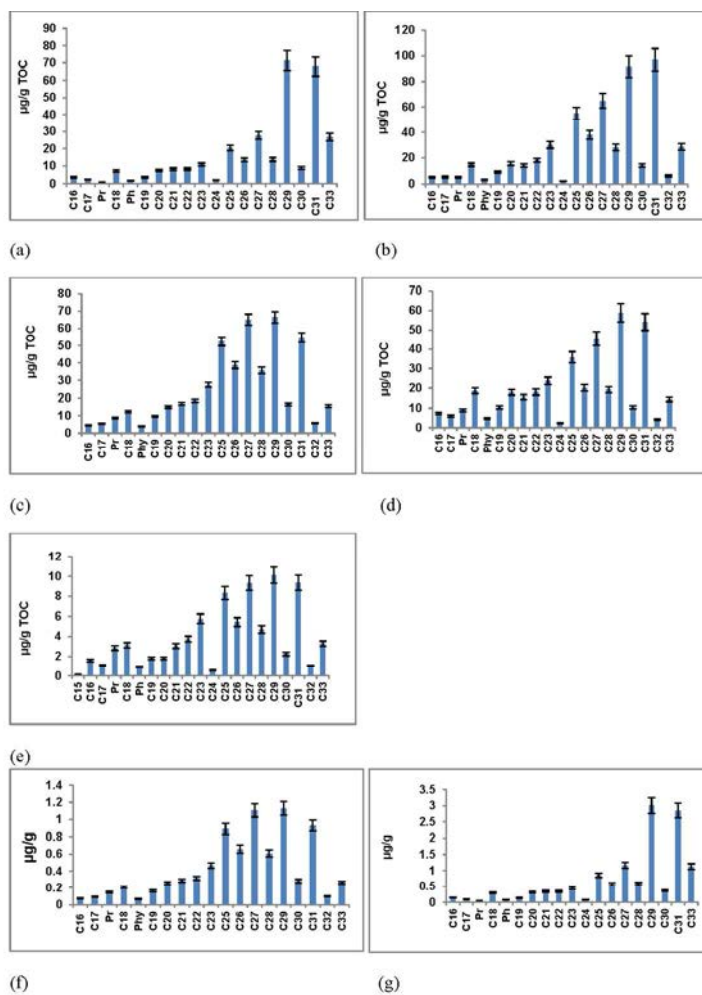 µg/g TOC
90
80
70
60
50
40
30
20
10
0
C16 C17 Pr C18 Ph C19 C20 C21 C22 C23 C24 C25 C26 C27 C28 C29 C30 C31 C33
(a)
µg/g TOC
120
100
80
60
40
20
0
C16 C17 Pr C18 Phy C19 C20 C21 C22 C23 C24 C25 C26 C27 C28 C29 C30 C31 C32 C33
(b)
µg/g TOC
80
70
60
50
40
30
20
10
0
C16 C17 Pr C18 Phy C19 C20 C21 C22 C23 C25 C26 C27 C28 C29 C30 C31 C32 C33
(c)
µg/g TOC
70
60
50
40
30
20
10
0
C16 C17 Pr C18 Phy C19 C20 C21 C22 C23 C24 C25 C26 C27 C28 C29 C30 C31 C32 C33
(d)
µg/g TOC
12
10
8
6
4
2
0
C15 C16 C17 Pr C18 Ph C19 C20 C21 C22 C23 C24 C25 C26 C27 C28 C29 C30 C31 C32 C33
(e)
µg/g
1.4
1.2
1
0.8
0.6
0.4
0.2
0
C16 C17 Pr C18 Phy C19 C20 C21 C22 C23 C25 C26 C27 C28 C29 C30 C31 C32 C33
(f)
µg/g
3.5
3
2.5
2
1.5
1
0.5
0
C16 C17 Pr C18 Ph C19 C20 C21 C22 C23 C24 C25 C26 C27 C28 C29 C30 C31 C33
(g)